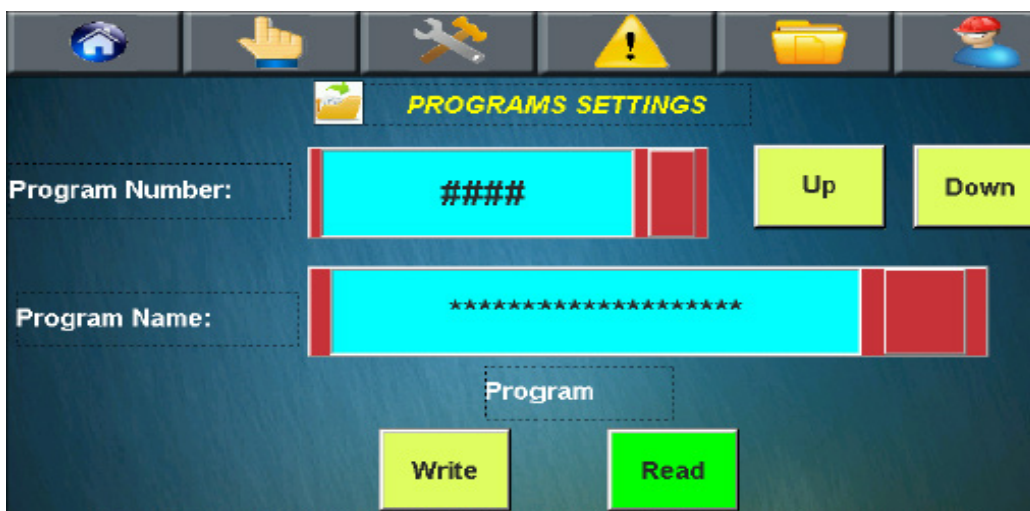 PROGRAMS SETTINGS
Program Number:
####
Up
Down
Program Name:
********************
Program
Write
Read